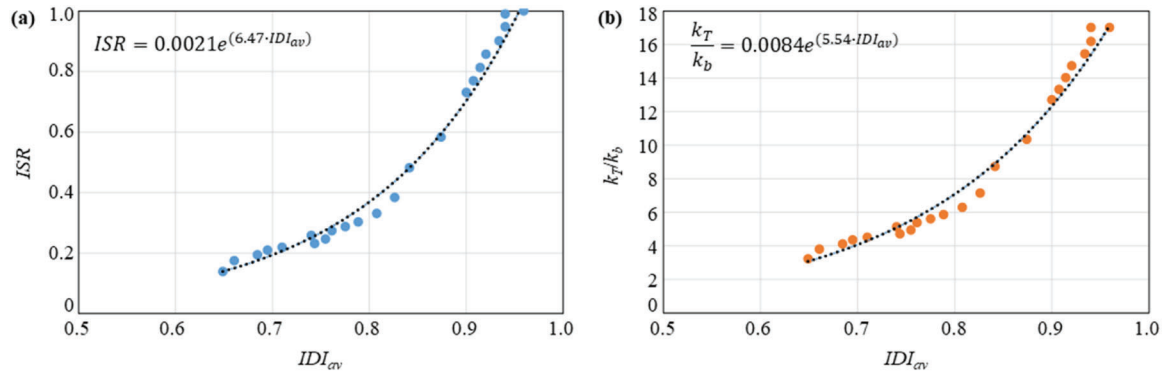 (a)
ISR = 0.0021e^(6.47·IDI_av)
ISR
1.0
0.8
0.6
0.4
0.2
0
0.5 0.6 0.7 0.8 0.9 1.0
IDI_av
(b)
k_T/k_b = 0.0084e^(5.54·IDI_av)
k_T/k_b
18
16
14
12
10
8
6
4
2
0
0.5 0.6 0.7 0.8 0.9 1.0
IDI_av